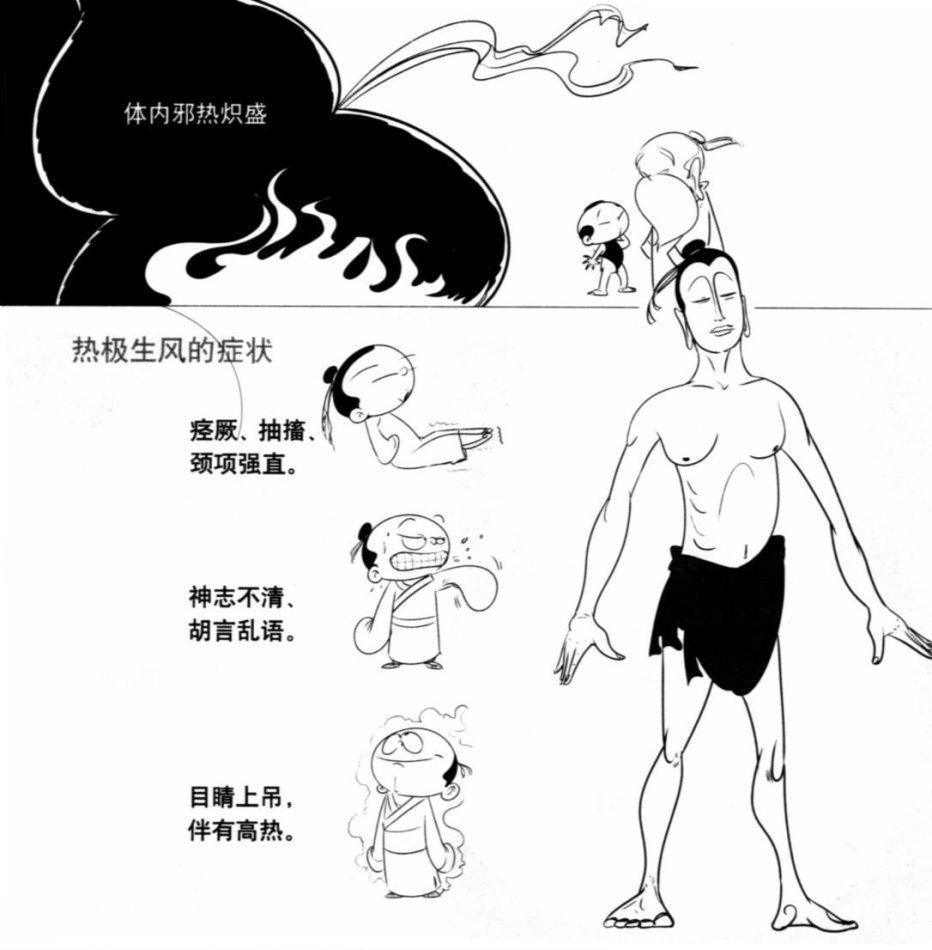 体内邪热炽盛
热极生风的症状
痉厥、抽搐、
颈项强直。
神志不清、
胡言乱语。
目睛上吊，
伴有高热。